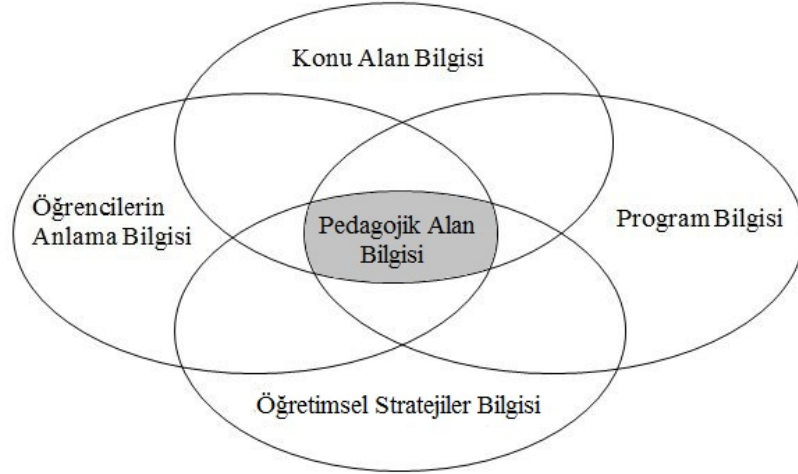 Konu Alan Bilgisi
Öğrencilerin
Anlama Bilgisi
Pedagojik Alan
Bilgisi
Program Bilgisi
Öğretimsel Stratejiler Bilgisi